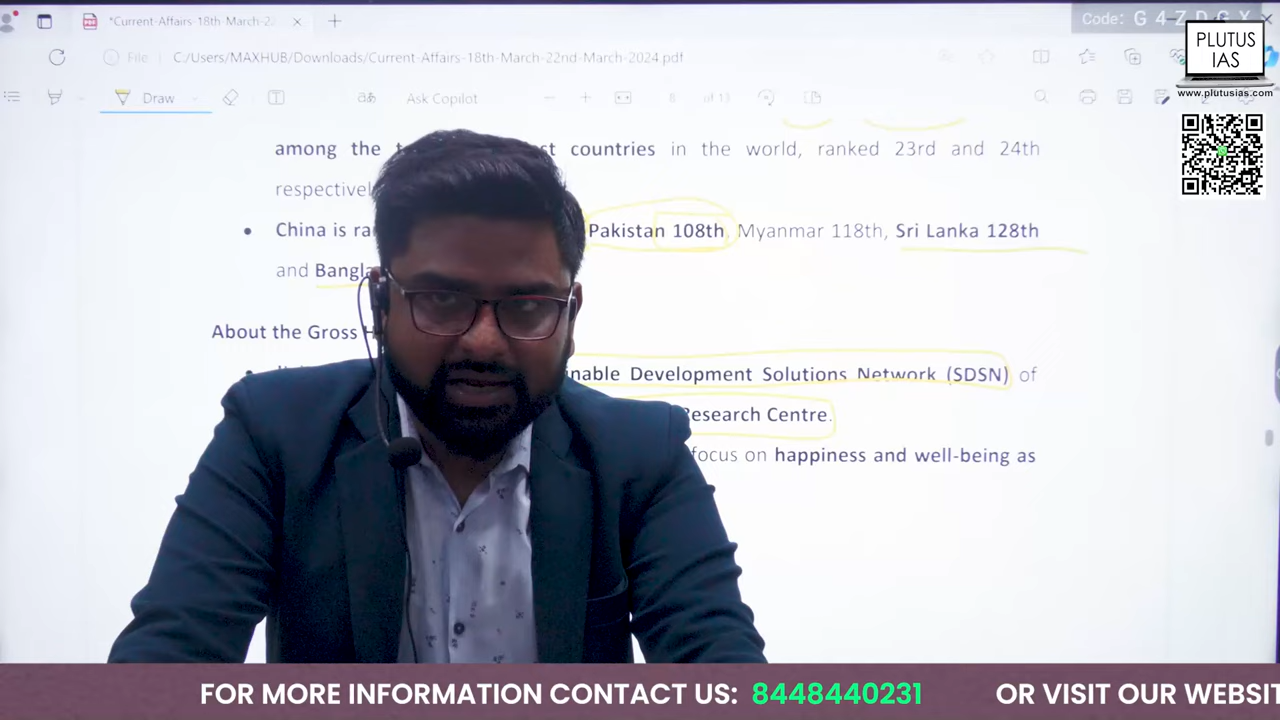 *Current-Affairs-18th-March-22
Code: G 4 Z D G X
PLUTUS
IAS
www.plutusias.com
File C:/Users/MAXHUB/Downloads/Current-Affairs-18th-March-22nd-March-2024.pdf
Draw Ask Copilot 8 of 13
among the countries in the world, ranked 23rd and 24th
respectivel
China is ra Pakistan 108th, Myanmar 118th, Sri Lanka 128th
and Bangla
About the Gross H
inable Development Solutions Network (SDSN) of
Research Centre.
focus on happiness and well-being as
FOR MORE INFORMATION CONTACT US: 8448440231 OR VISIT OUR WEBSIT